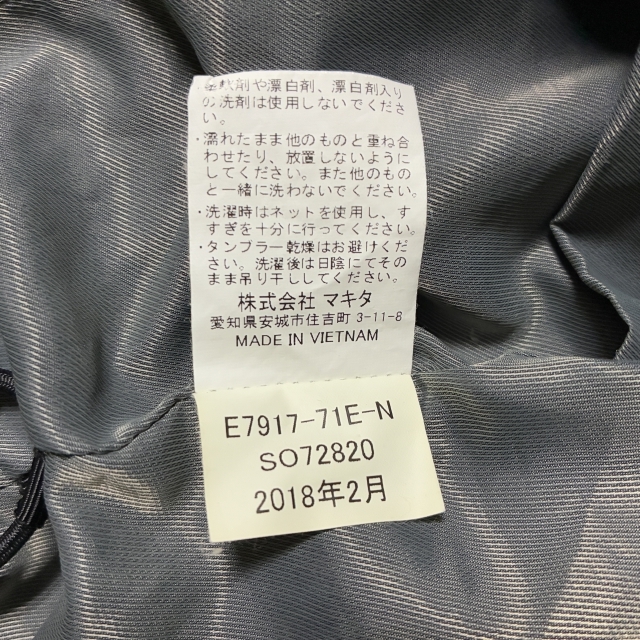 ・柔軟剤や漂白剤、漂白剤入り
の洗剤は使用しないでくださ
い。
・濡れたまま他のものと重ね合
わせたり、放置しないように
してください。また他のもの
と一緒に洗わないでください。
・洗濯時はネットを使用し、す
すぎを十分に行ってください。
・タンブラー乾燥はお避けくだ
さい。洗濯後は日陰にてその
まま吊り干ししてください。
株式会社 マキタ
愛知県安城市住吉町 3-11-8
MADE IN VIETNAM
E7917-71E-N
SO72820
2018年2月